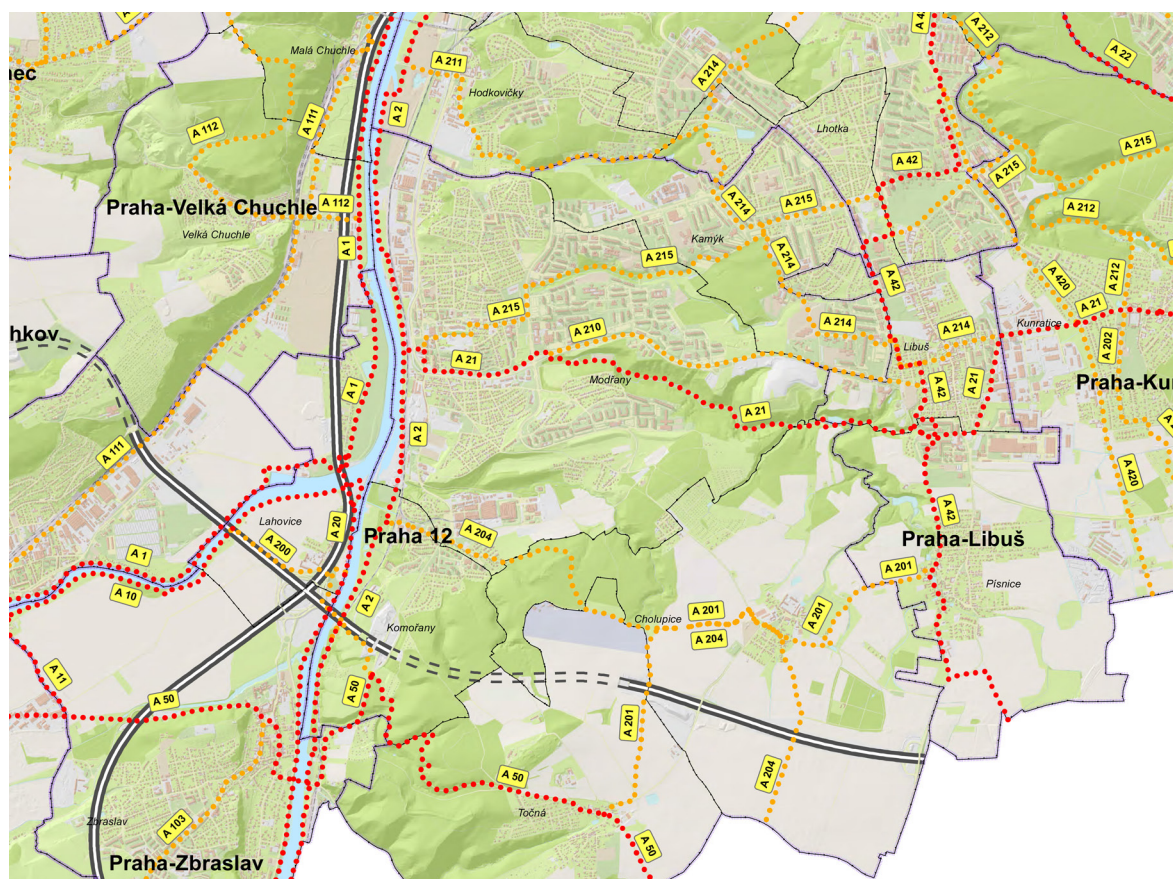 A 22
A 212
Malá Chuchle
A 211
nec
A 214
Hodkovičky
A 2
A 111
A 112
Lhotka
A 215
A 42
A 215
A 112
Praha-Velká Chuchle
A 214
A 215
A 212
Velká Chuchle
A 1
Kamýk
A 215
A 214
A 42
A 420
A 212
A 21
A 215
A 210
A 214
A 214
Kunratice
hkov
Libuš
A 202
A 21
Modřany
A 1
A 42
A 21
Praha-Kun
A 21
A 2
A 111
A 420
A 42
Lahovice
A 20
Praha 12
A 204
Praha-Libuš
A 200
A 1
A 10
A 201
Písnice
A 2
Komořany
Cholupice
A 201
A 201
A 204
A 11
A 50
A 50
A 201
A 50
A 204
Točná
Zbraslav
A 103
A 50
Praha-Zbraslav